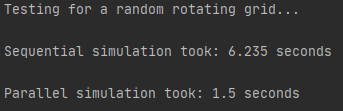 Testing for a random rotating grid...
Sequential simulation took: 6.235 seconds
Parallel simulation took: 1.5 seconds